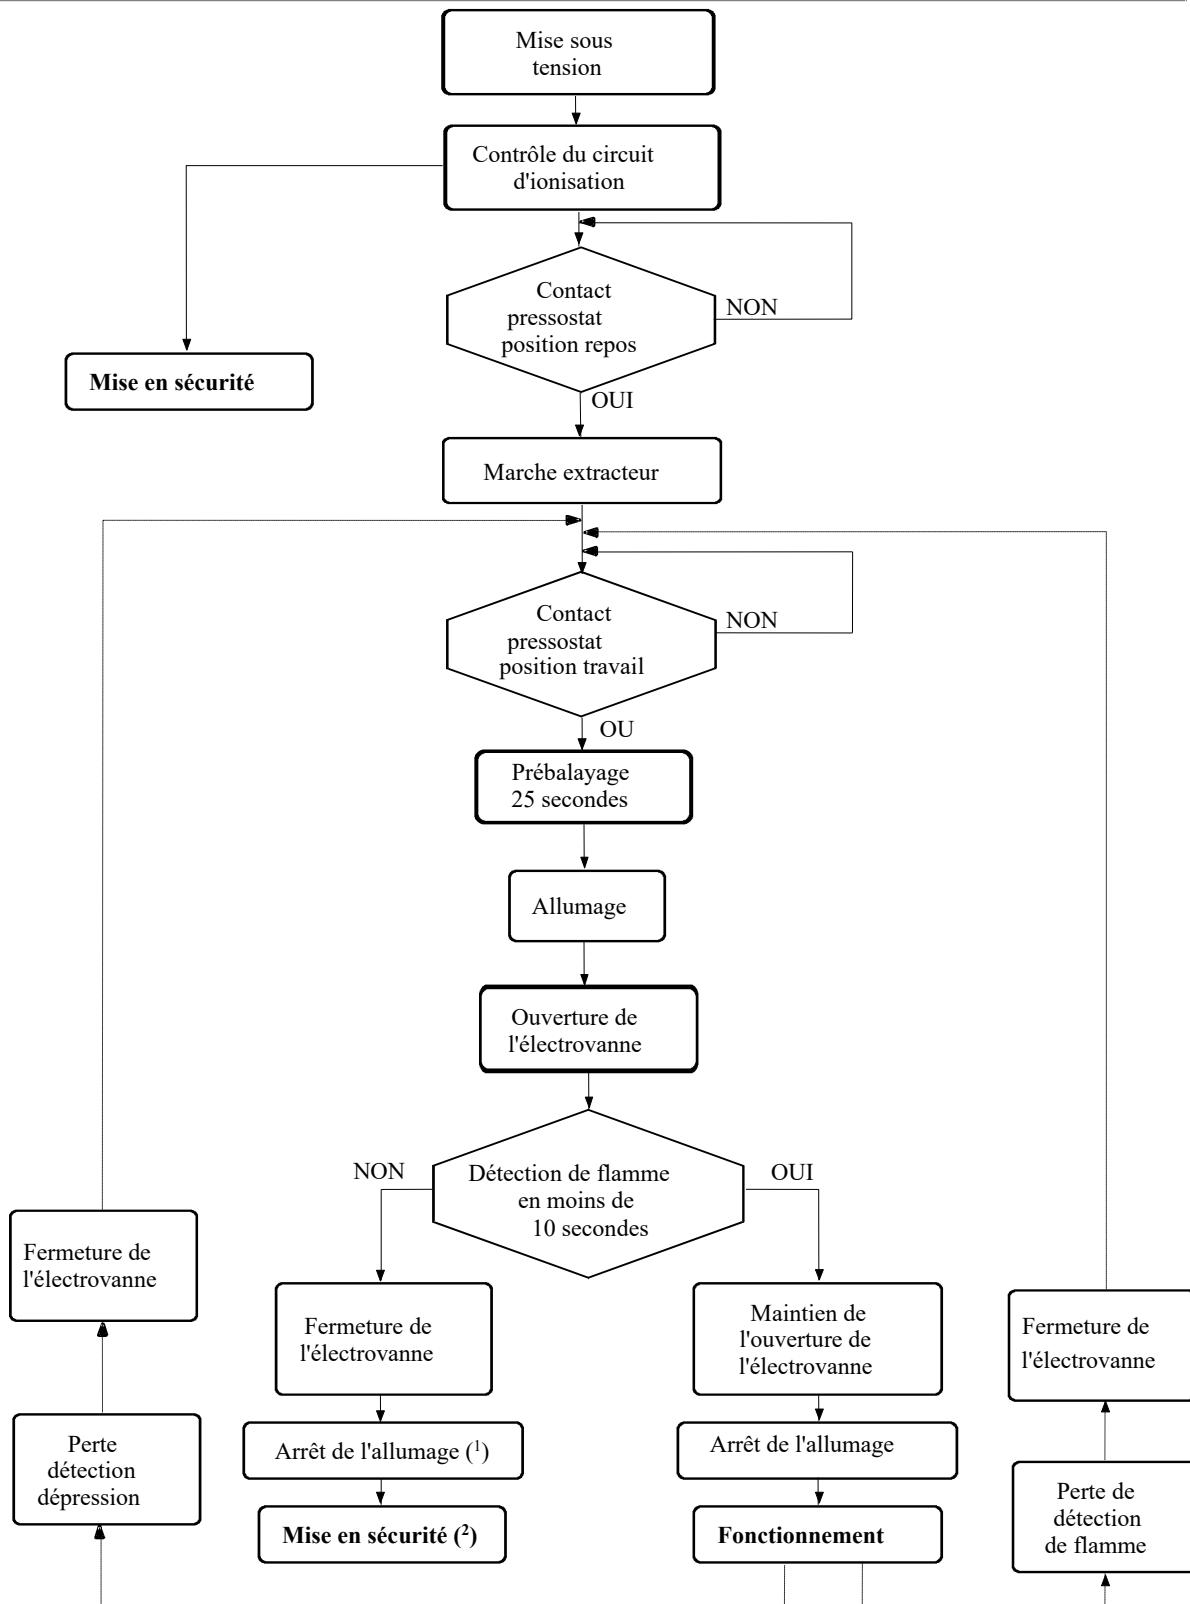 Mise sous
tension
Contrôle du circuit
d'ionisation
Contact
pressostat
position repos
NON
Mise en sécurité
OUI
Marche extracteur
Contact
pressostat
position travail
NON
OU
Prébalayage
25 secondes
Allumage
Ouverture de
l'électrovanne
NON
Détection de flamme
en moins de
10 secondes
OUI
Fermeture de
l'électrovanne
Fermeture de
l'électrovanne
Maintien de
l'ouverture de
l'électrovanne
Fermeture de
l'électrovanne
Perte
détection
dépression
Arrêt de l'allumage (1)
Arrêt de l'allumage
Perte de
détection
de flamme
Mise en sécurité (2)
Fonctionnement